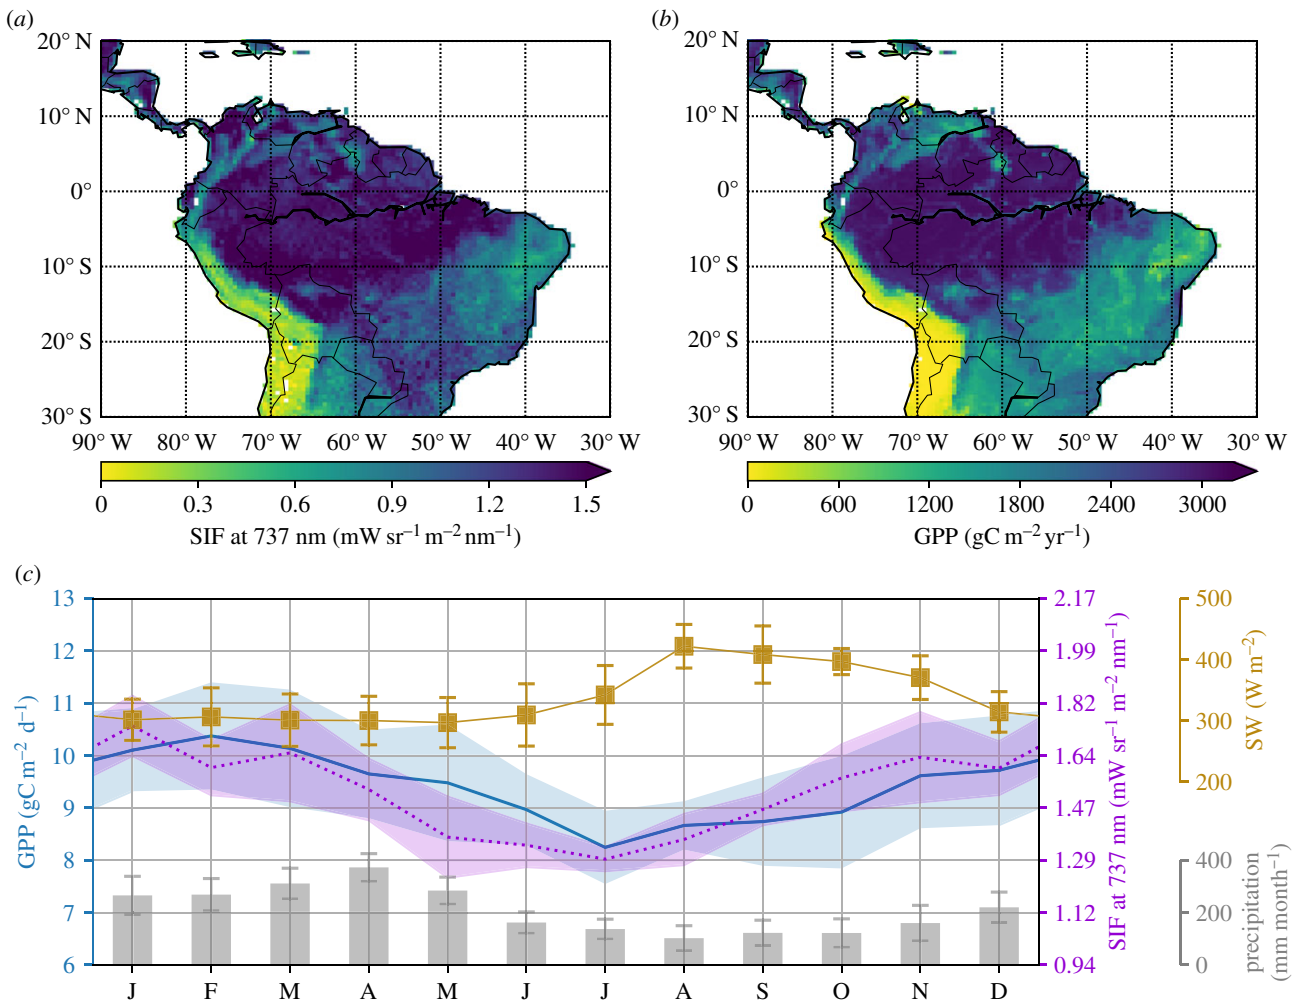 (a)
20° N
10° N
0°
10° S
20° S
30° S
90° W 80° W 70° W 60° W 50° W 40° W 30° W
0 0.3 0.6 0.9 1.2 1.5
SIF at 737 nm (mW sr⁻¹ m⁻² nm⁻¹)
(b)
20° N
10° N
0°
10° S
20° S
30° S
90° W 80° W 70° W 60° W 50° W 40° W 30° W
0 600 1200 1800 2400 3000
GPP (gC m⁻² yr⁻¹)
(c)
GPP (gC m⁻² d⁻¹)
13
12
11
10
9
8
7
6
J F M A M J J A S O N D
2.17
1.99
1.82
1.64
1.47
1.29
1.12
0.94
SIF at 737 nm (mW sr⁻¹ m⁻² nm⁻¹)
500
400
300
200
SW (W m⁻²)
400
200
0
precipitation
(mm month⁻¹)